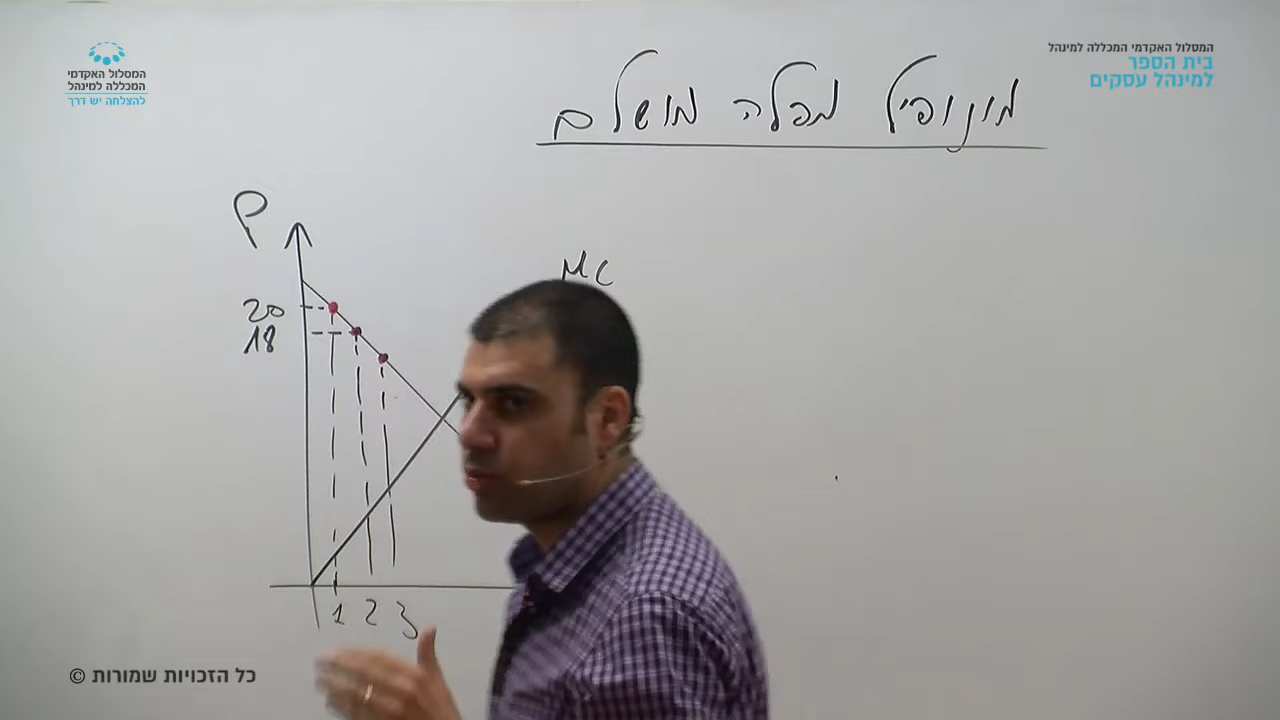 המסלול האקדמי המכללה למינהל
בית הספר
למינהל עסקים
המסלול האקדמי
המכללה למינהל
להצלחה יש דרך
מונופול מפלה מושלם
P
MC
20
18
1 2 3
כל הזכויות שמורות ©